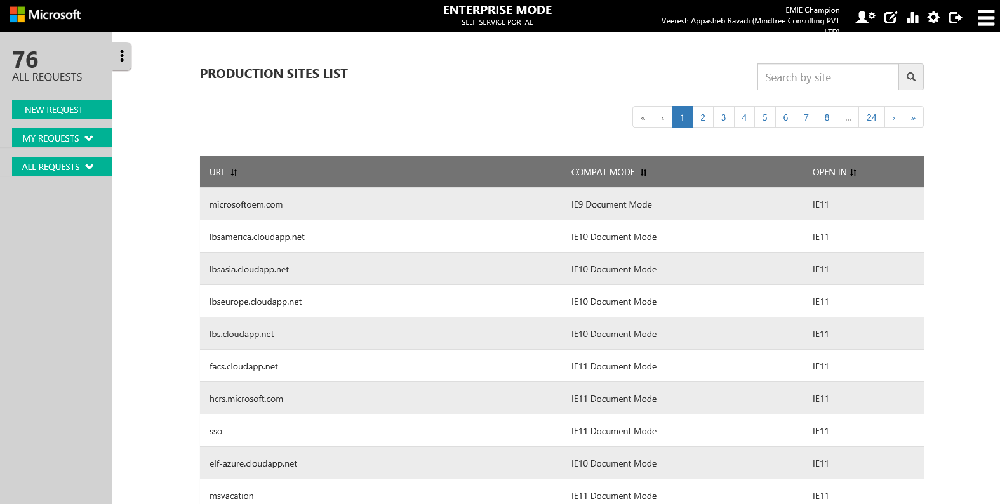 Microsoft
ENTERPRISE MODE
SELF-SERVICE PORTAL
EMIE Champion
Veeresh Appasheb Ravadi (Mindtree Consulting PVT
LTD)
76
ALL REQUESTS
NEW REQUEST
MY REQUESTS
ALL REQUESTS
PRODUCTION SITES LIST
Search by site
« ‹ 1 2 3 4 5 6 7 8 ... 24 › »
URL COMPAT MODE OPEN IN
microsoftoem.com IE9 Document Mode IE11
lbsamerica.cloudapp.net IE10 Document Mode IE11
lbsasia.cloudapp.net IE10 Document Mode IE11
lbseurope.cloudapp.net IE10 Document Mode IE11
lbs.cloudapp.net IE10 Document Mode IE11
facs.cloudapp.net IE11 Document Mode IE11
hcrs.microsoft.com IE11 Document Mode IE11
sso IE11 Document Mode IE11
elf-azure.cloudapp.net IE10 Document Mode IE11
msvacation IE11 Document Mode IE11